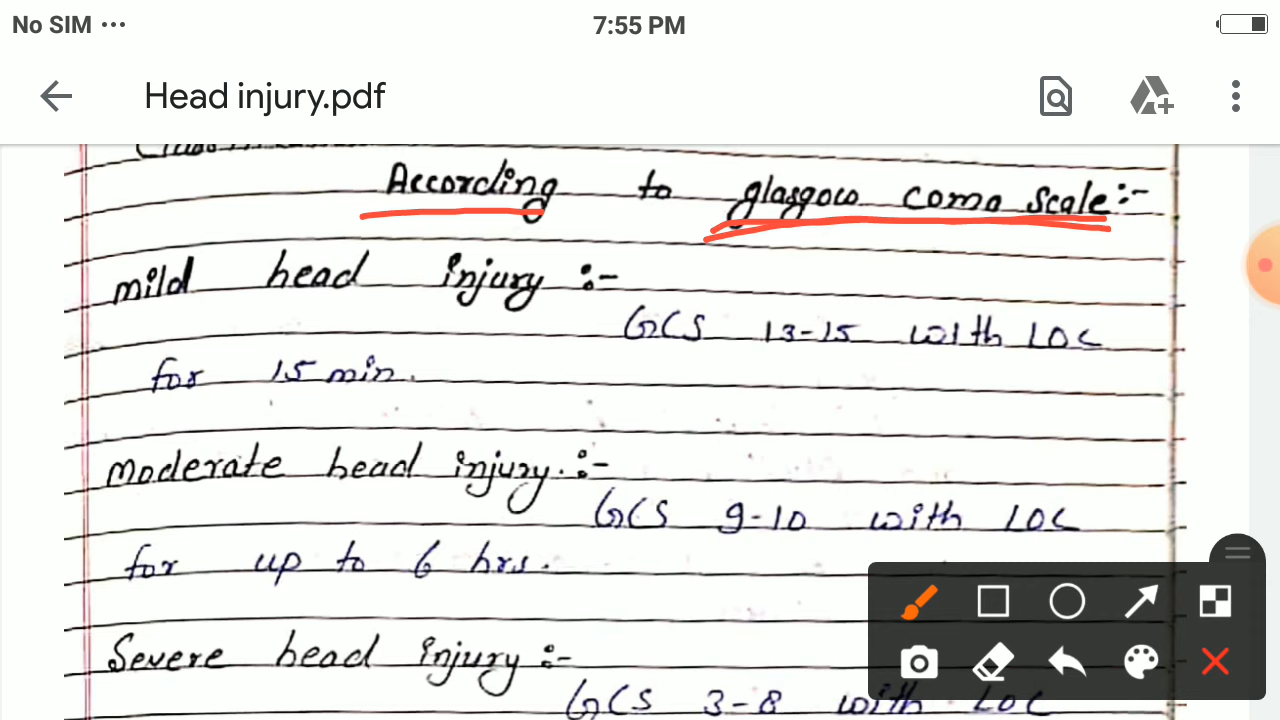 No SIM ••• 7:55 PM
Head injury.pdf
According to glasgow coma scale:-
mild head injury :-
GCS 13-15 with LOC
for 15 min.
Moderate head injury. :-
GCS 9-10 with LOC
for up to 6 hrs.
Severe head injury :-
GCS 3-8 with LOC